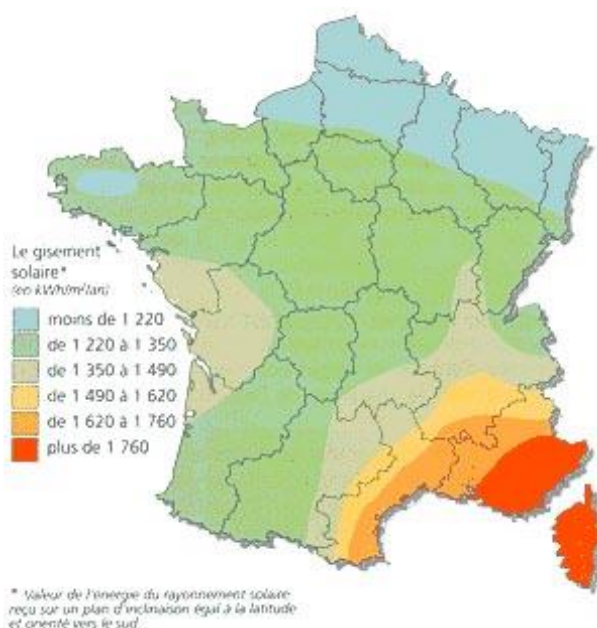 Le gisement
solaire*
(en kWh/m²/an)
moins de 1 220
de 1 220 à 1 350
de 1 350 à 1 490
de 1 490 à 1 620
de 1 620 à 1 760
plus de 1 760
* Valeur de l'energie du rayonnement solaire
reçu sur un plan d'inclinaison égal à la latitude
et orienté vers le sud